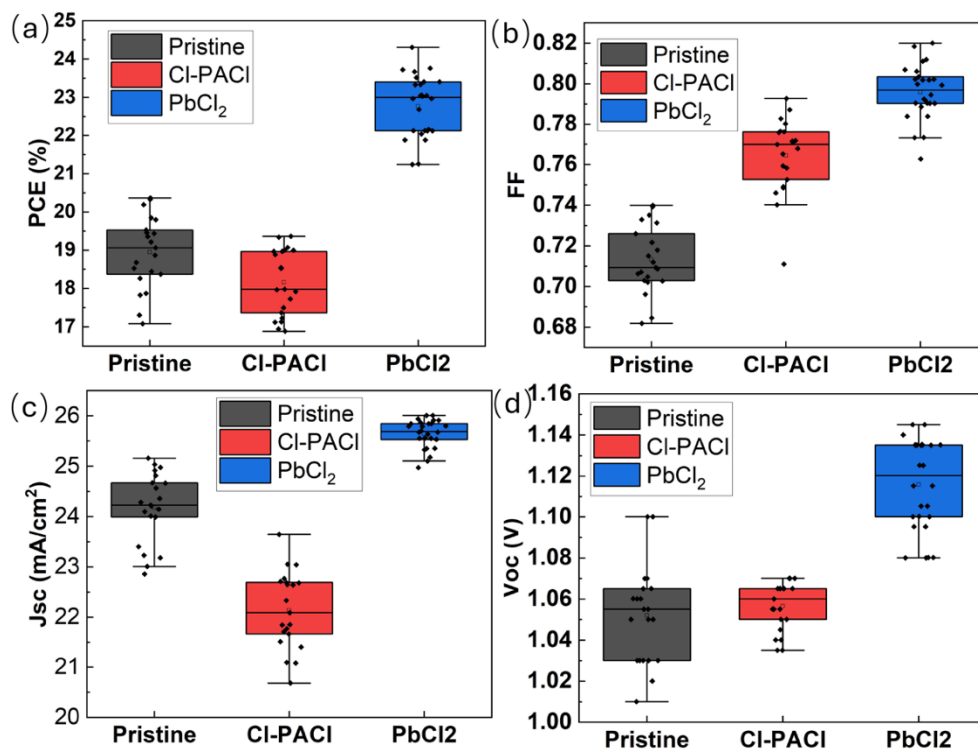 (a)
25
24
23
22
21
20
19
18
17
PCE (%)
Pristine
Cl-PACl
PbCl₂
Pristine
Cl-PACl
PbCl2
(b)
0.82
0.80
0.78
0.76
0.74
0.72
0.70
0.68
FF
Pristine
Cl-PACl
PbCl₂
Pristine
Cl-PACl
PbCl2
(c)
26
25
24
23
22
21
20
Jsc (mA/cm²)
Pristine
Cl-PACl
PbCl₂
Pristine
Cl-PACl
PbCl2
(d)
1.16
1.14
1.12
1.10
1.08
1.06
1.04
1.02
1.00
Voc (V)
Pristine
Cl-PACl
PbCl₂
Pristine
Cl-PACl
PbCl2